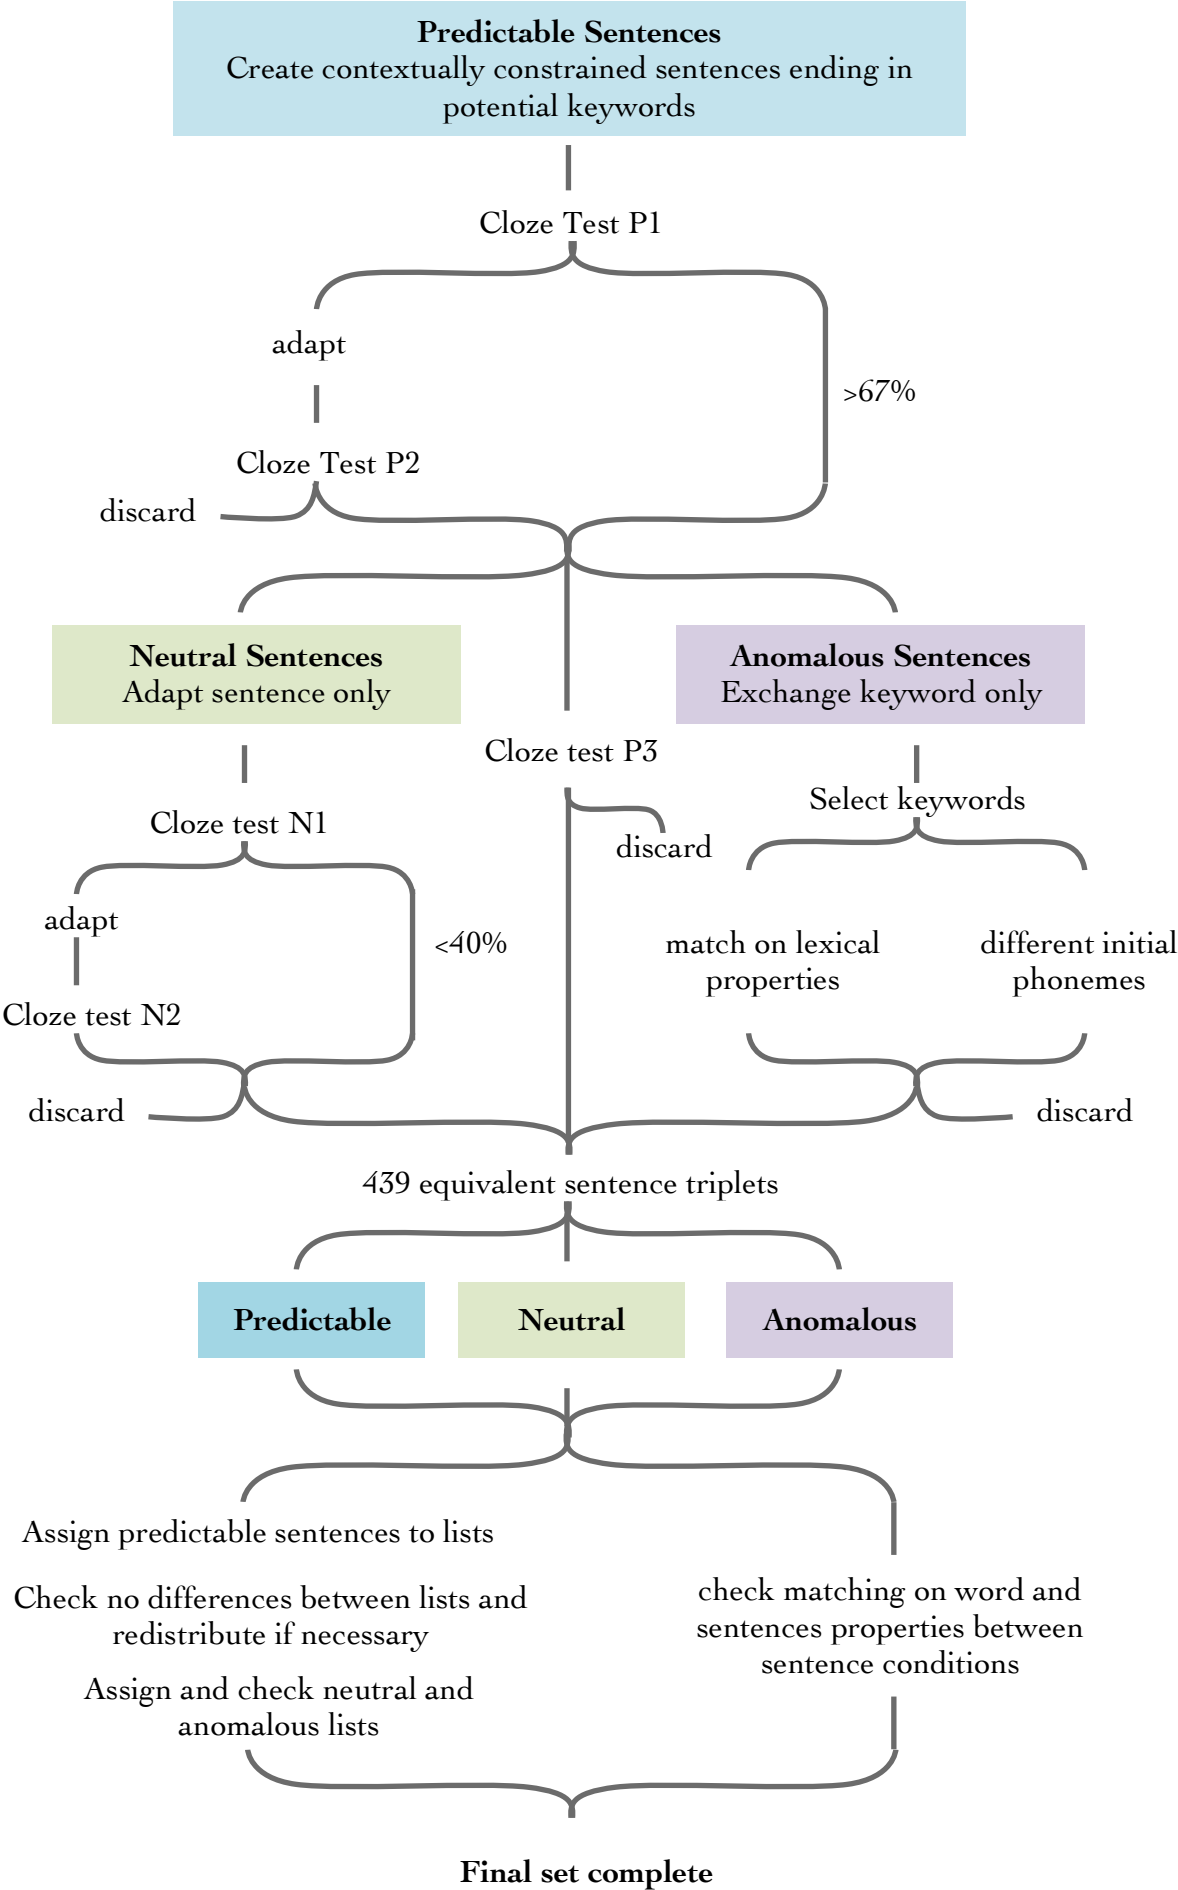 Predictable Sentences
Create contextually constrained sentences ending in
potential keywords
Cloze Test P1
adapt
>67%
Cloze Test P2
discard
Neutral Sentences
Adapt sentence only
Anomalous Sentences
Exchange keyword only
Cloze test P3
discard
Cloze test N1
adapt
<40%
Cloze test N2
discard
Select keywords
match on lexical
properties
different initial
phonemes
discard
439 equivalent sentence triplets
Predictable
Neutral
Anomalous
Assign predictable sentences to lists
Check no differences between lists and
redistribute if necessary
Assign and check neutral and
anomalous lists
check matching on word and
sentences properties between
sentence conditions
Final set complete